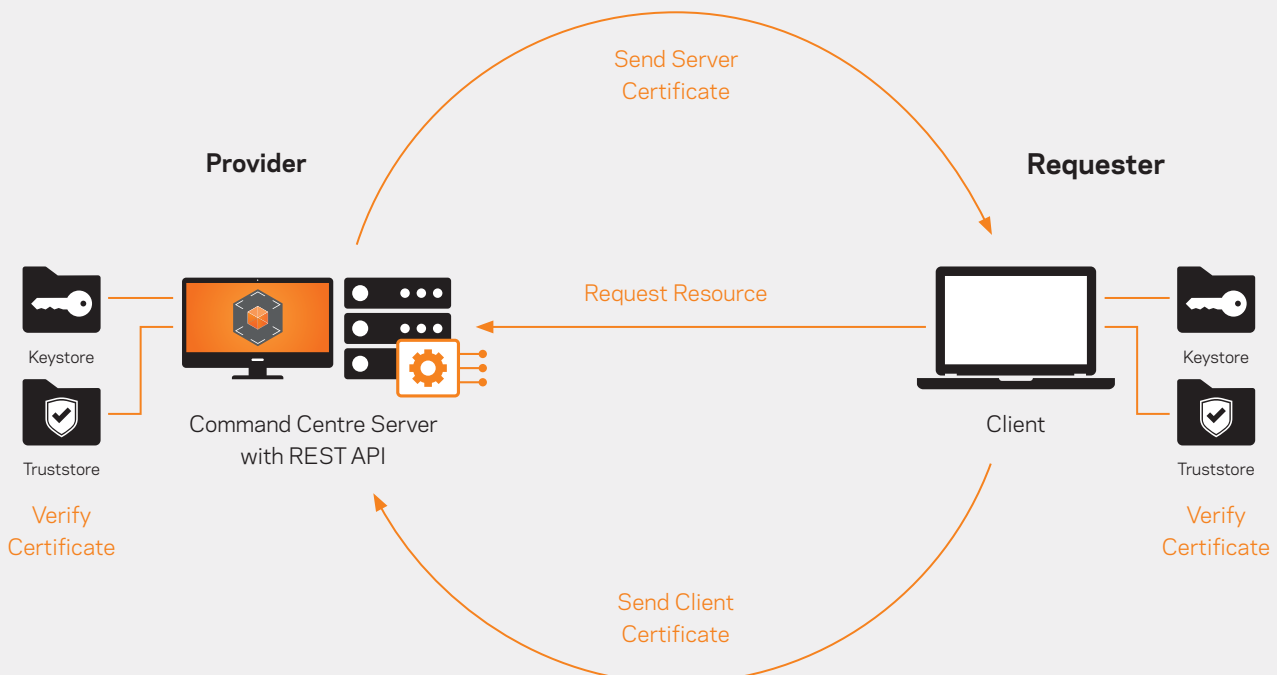 Send Server
Certificate
Provider
Requester
Request Resource
Keystore
Keystore
Command Centre Server
with REST API
Client
Truststore
Truststore
Verify
Certificate
Verify
Certificate
Send Client
Certificate